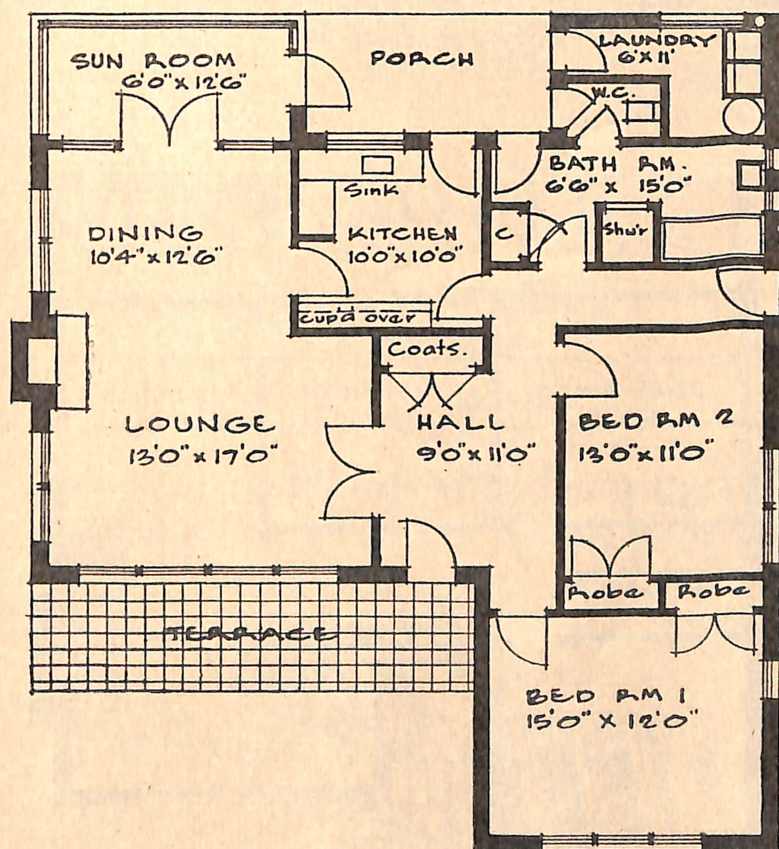 SUN ROOM
6'0" x 12'6"
PORCH
LAUNDRY
6'x 11'
W.C.
BATH RM.
6'6" x 15'0"
Sink
DINING
10'4" x 12'6"
KITCHEN
10'0"x10'0"
C
Sh'r
Cup'd over
Coats.
LOUNGE
13'0" x 17'0"
HALL
9'0"x 11'0"
BED RM 2
13'0"x 11'0"
Robe
Robe
TERRACE
BED RM 1
15'0" X 12'0"